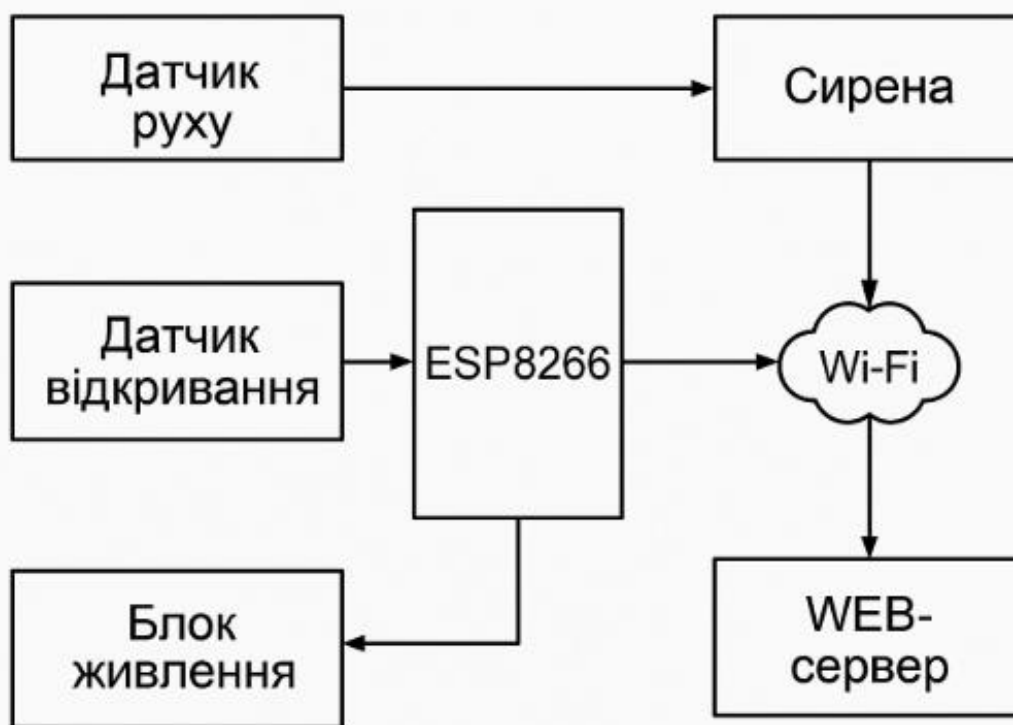 Датчик
руху
Сирена
Датчик
відкривання
ESP8266
Wi-Fi
Блок
живлення
WEB-
сервер